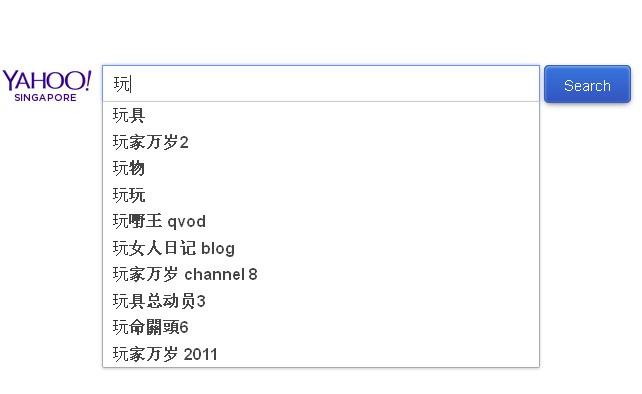 YAHOO!
SINGAPORE
玩
Search
玩具
玩家万岁2
玩物
玩玩
玩嘢王 qvod
玩女人日记 blog
玩家万岁 channel 8
玩具总动员3
玩命關頭6
玩家万岁 2011